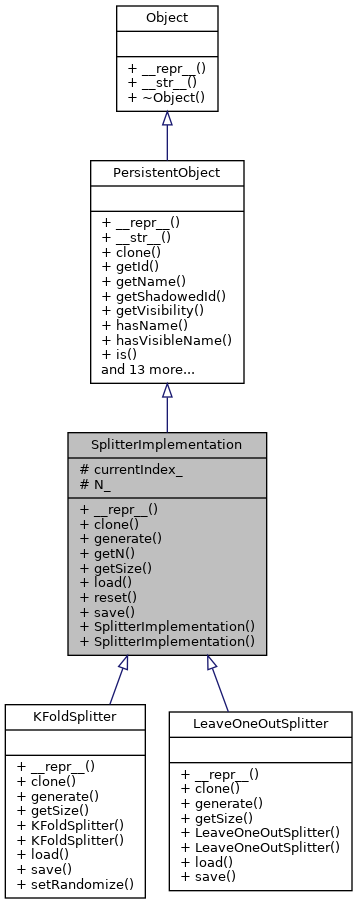 Object
+ __repr__()
+ __str__()
+ ~Object()
PersistentObject
+ __repr__()
+ __str__()
+ clone()
+ getId()
+ getName()
+ getShadowedId()
+ getVisibility()
+ hasName()
+ hasVisibleName()
+ is()
and 13 more...
SplitterImplementation
# currentIndex_
# N_
+ __repr__()
+ clone()
+ generate()
+ getN()
+ getSize()
+ load()
+ reset()
+ save()
+ SplitterImplementation()
+ SplitterImplementation()
KFoldSplitter
+ __repr__()
+ clone()
+ generate()
+ getSize()
+ KFoldSplitter()
+ KFoldSplitter()
+ load()
+ save()
+ setRandomize()
LeaveOneOutSplitter
+ __repr__()
+ clone()
+ generate()
+ getSize()
+ LeaveOneOutSplitter()
+ LeaveOneOutSplitter()
+ load()
+ save()